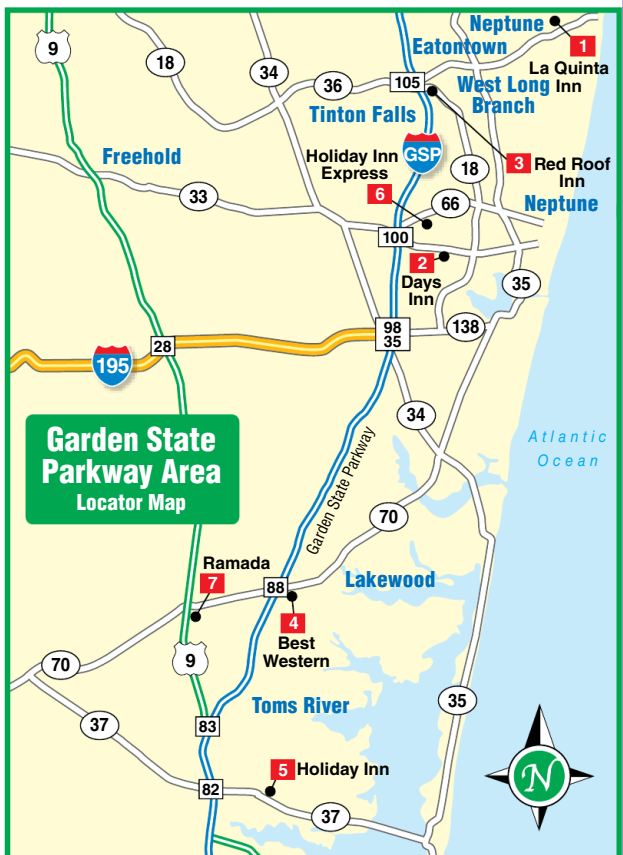 Neptune
9
Eatontown
1
La Quinta
Inn
18
34
36
105
West Long
Branch
Tinton Falls
GSP
Freehold
Holiday Inn
Express
3
Red Roof
Inn
18
6
66
Neptune
33
100
2
Days
Inn
35
98
35
138
28
195
Garden State
Parkway Area
Locator Map
34
Garden State Parkway
Atlantic
Ocean
70
Ramada
7
88
Lakewood
4
Best
Western
9
70
35
Toms River
37
83
5
Holiday Inn
82
37
N